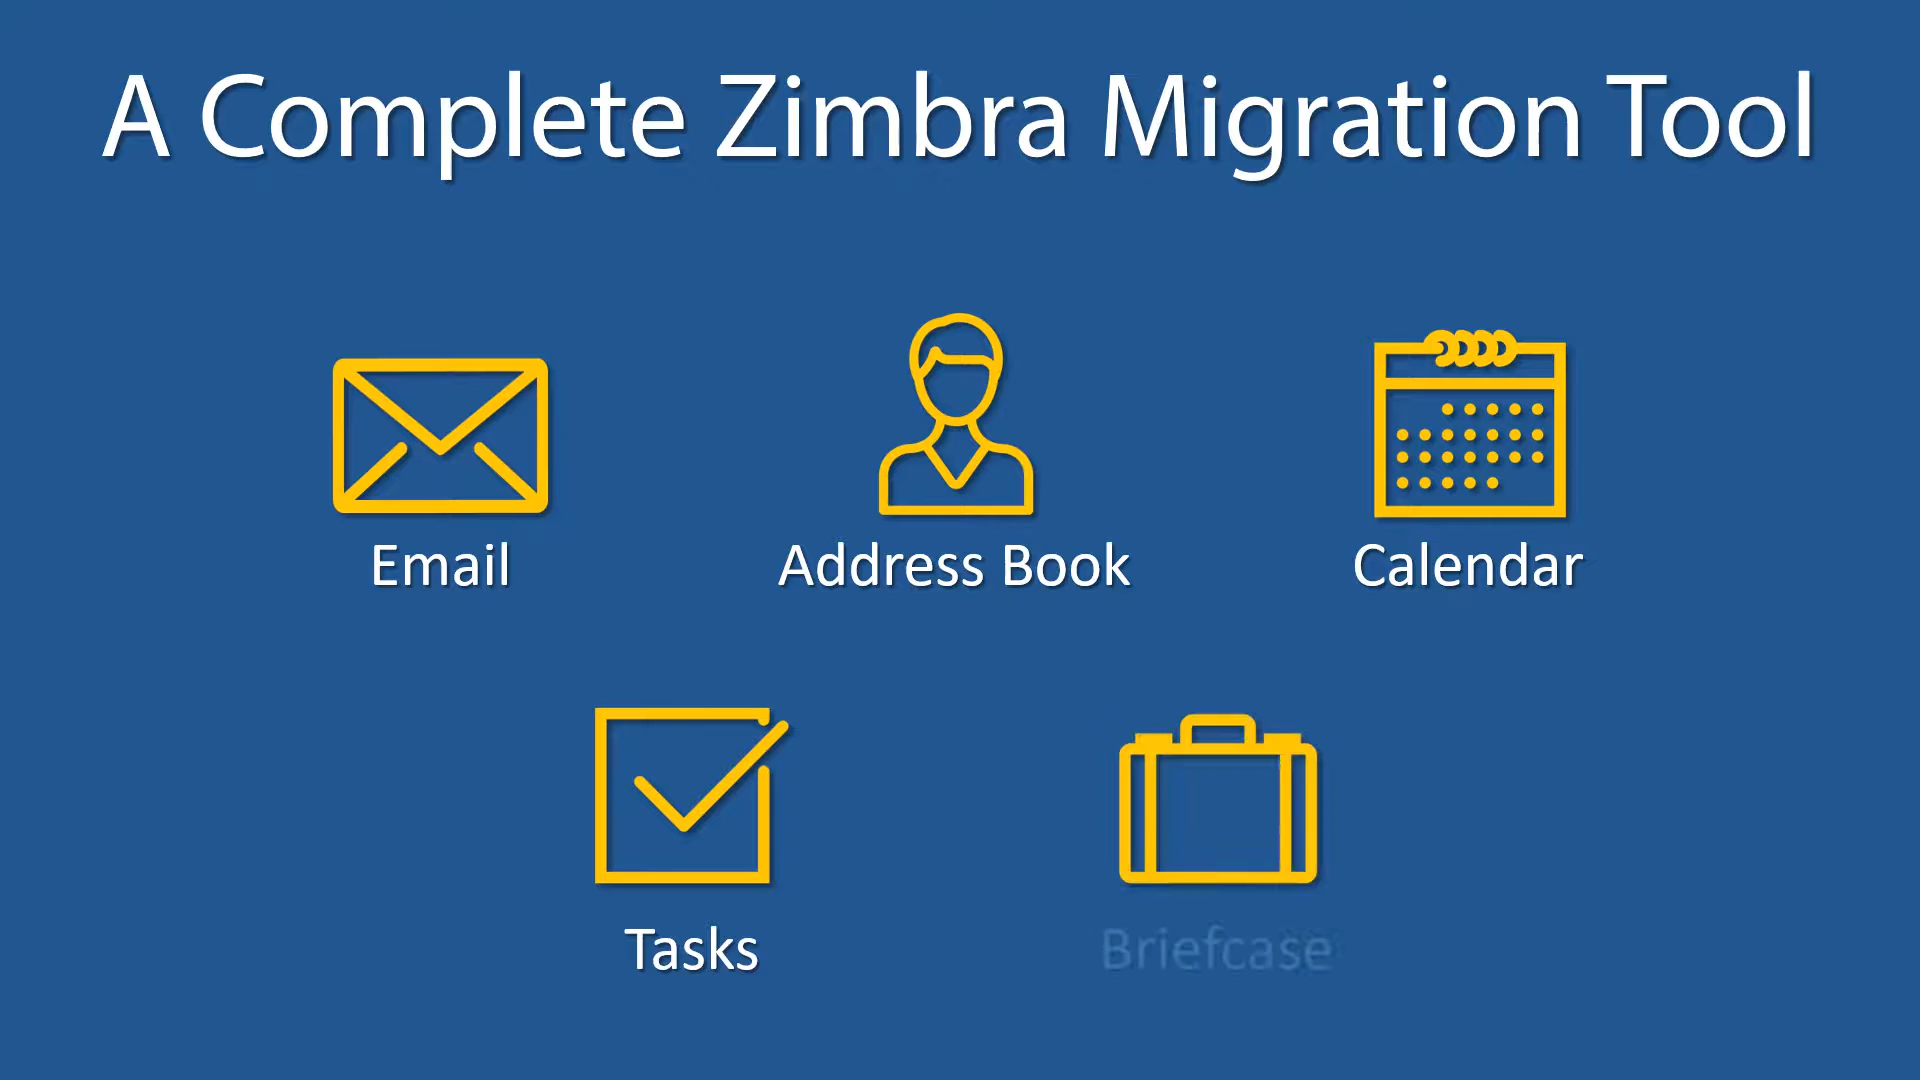 A Complete Zimbra Migration Tool
Email
Address Book
Calendar
Tasks
Briefcase